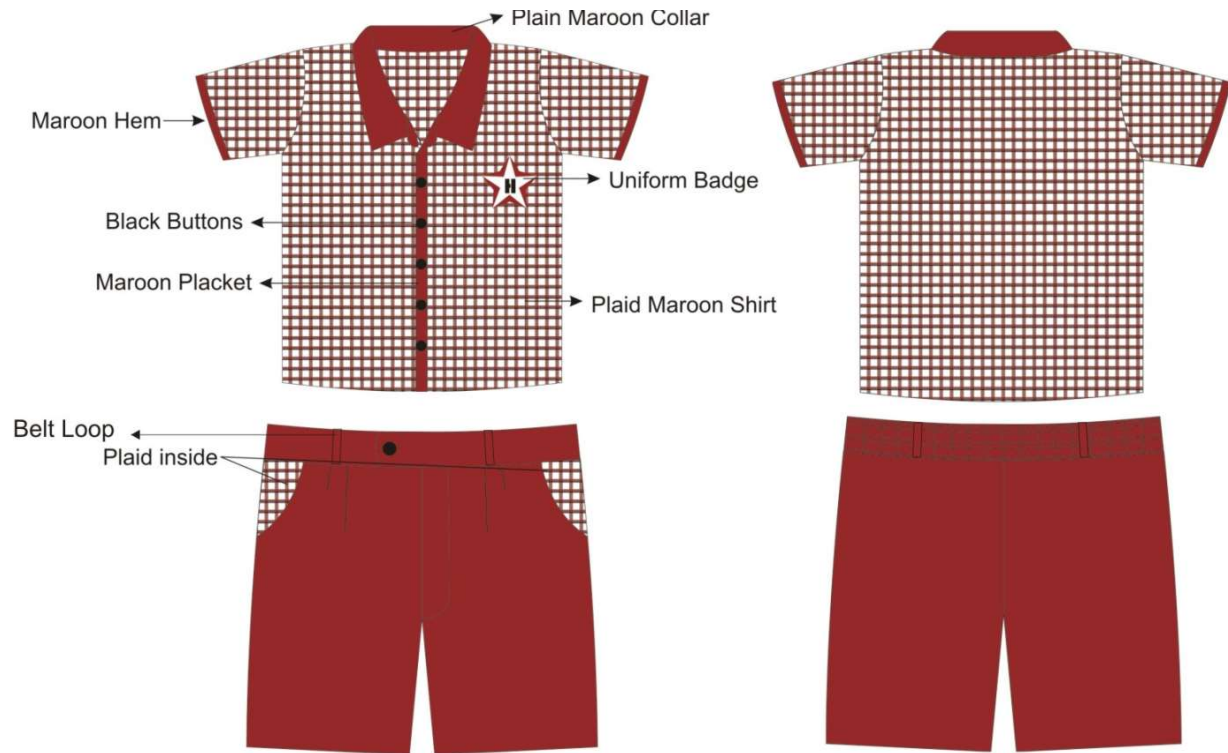 Plain Maroon Collar
Maroon Hem
H
Uniform Badge
Black Buttons
Maroon Placket
Plaid Maroon Shirt
Belt Loop
Plaid inside